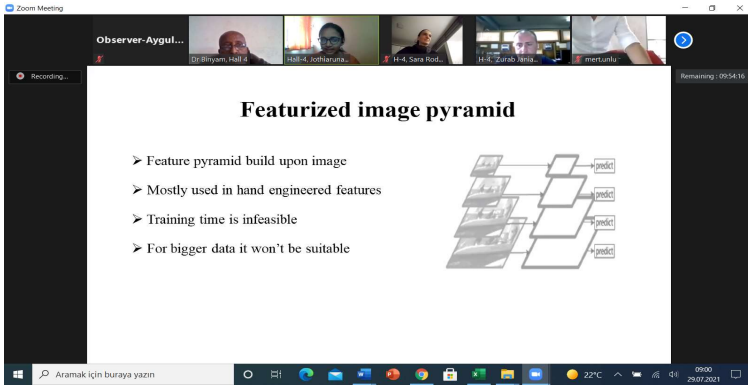 Zoom Meeting
Observer-Aygul...
Dr Binyam, Hall 4
Hall-4, Jothiaruna...
H-4, Sara Rod...
H-4, Zurab Jania...
mert.unlu
Recording...
Remaining : 09:54:16
Featurized image pyramid
➢ Feature pyramid build upon image
➢ Mostly used in hand engineered features
➢ Training time is infeasible
➢ For bigger data it won't be suitable
predict
predict
predict
predict
Aramak için buraya yazın
22°C
09:00
29.07.2021